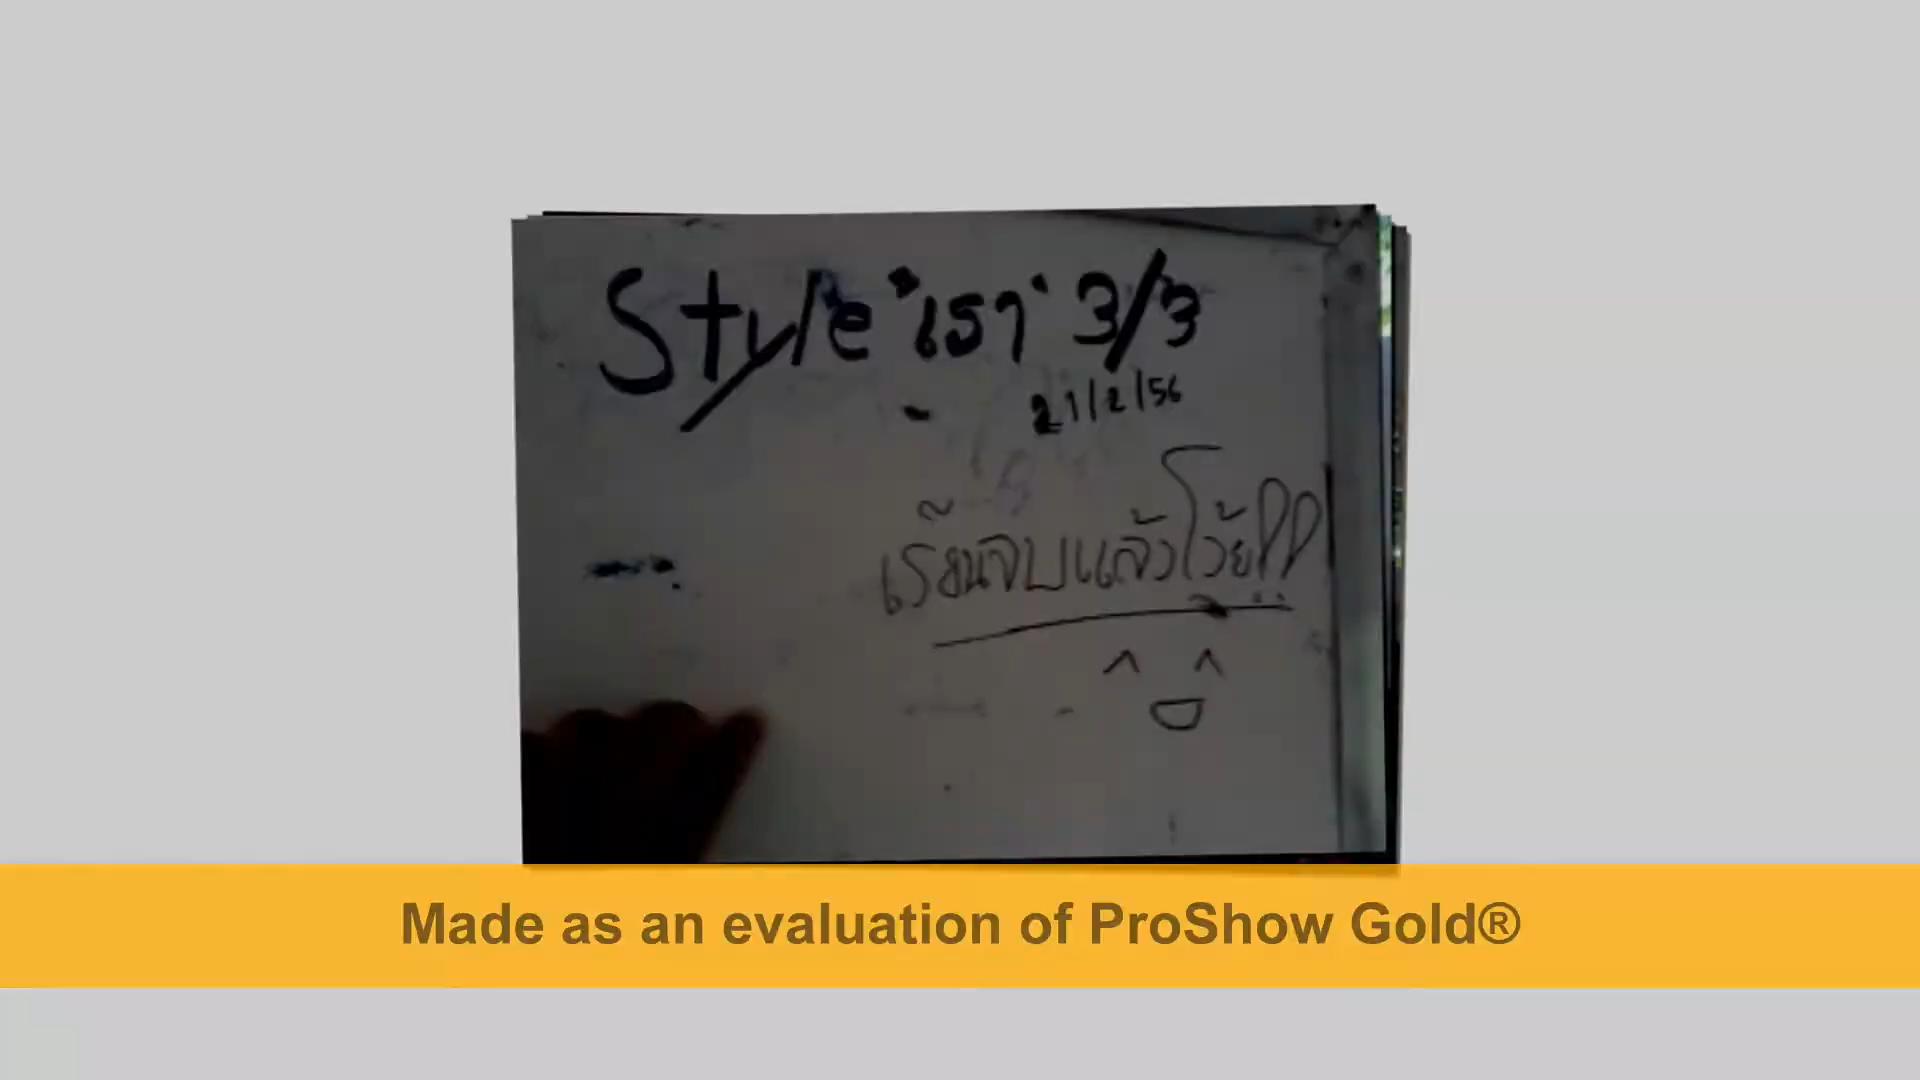 Style "เรา" 3/3
21/2/56
เรียนจบแล้วโว้ย!!
Made as an evaluation of ProShow Gold®